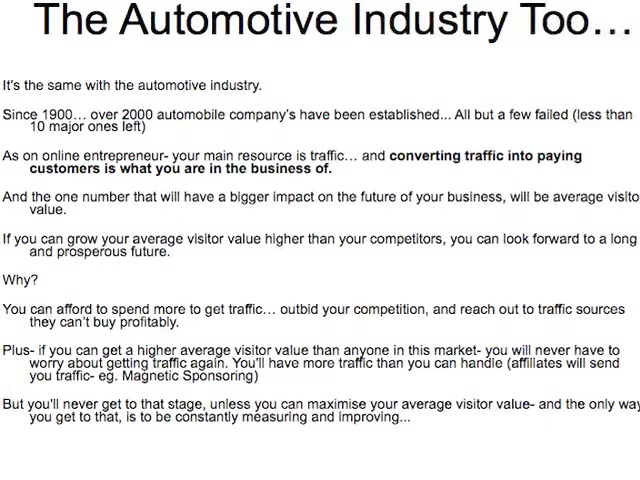 The Automotive Industry Too…
It's the same with the automotive industry.
Since 1900… over 2000 automobile company's have been established... All but a few failed (less than
10 major ones left)
As on online entrepreneur- your main resource is traffic… and converting traffic into paying
customers is what you are in the business of.
And the one number that will have a bigger impact on the future of your business, will be average visito
value.
If you can grow your average visitor value higher than your competitors, you can look forward to a long
and prosperous future.
Why?
You can afford to spend more to get traffic… outbid your competition, and reach out to traffic sources
they can't buy profitably.
Plus- if you can get a higher average visitor value than anyone in this market- you will never have to
worry about getting traffic again. You'll have more traffic than you can handle (affiliates will send
you traffic- eg. Magnetic Sponsoring)
But you'll never get to that stage, unless you can maximise your average visitor value- and the only way
you get to that, is to be constantly measuring and improving...